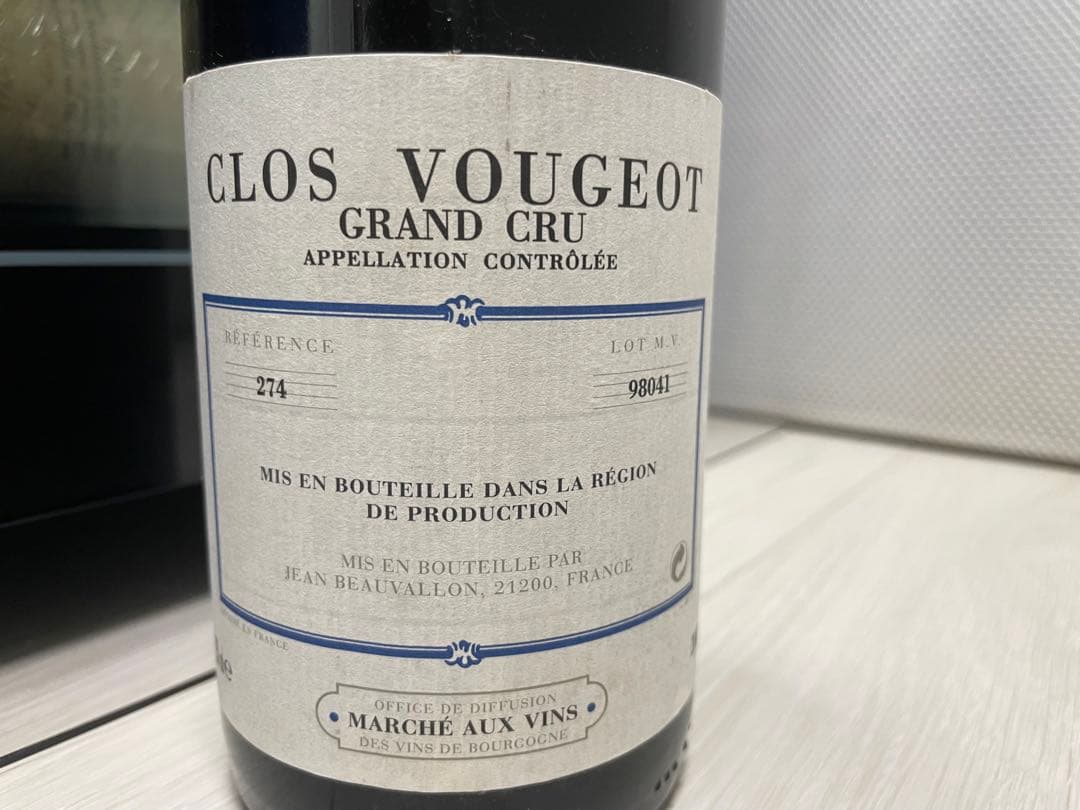 CLOS VOUGEOT
GRAND CRU
APPELLATION CONTRÔLÉE
RÉFÉRENCE LOT M.V.
274 98041
MIS EN BOUTEILLE DANS LA RÉGION
DE PRODUCTION
MIS EN BOUTEILLE PAR
JEAN BEAUVALLON, 21200, FRANCE
FRANCE
OFFICE DE DIFFUSION
MARCHÉ AUX VINS
DES VINS DE BOURGOGNE